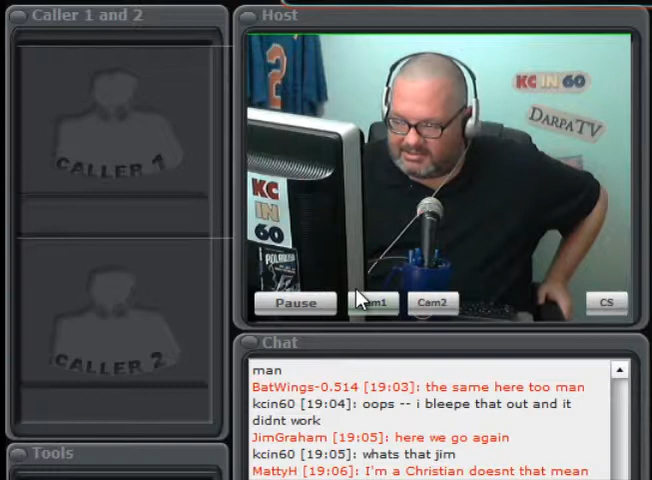 Caller 1 and 2
CALLER 1
CALLER 2
Tools
Host
2
KC IN 60
DARPATV
KC
IN
60
Pause
Cam2
CS
Chat
man
BatWings-0.514 [19:03]: the same here too man
kcin60 [19:04]: oops -- i bleepe that out and it
didnt work
JimGraham [19:05]: here we go again
kcin60 [19:05]: whats that jim
MattyH [19:06]: I'm a Christian doesnt that mean